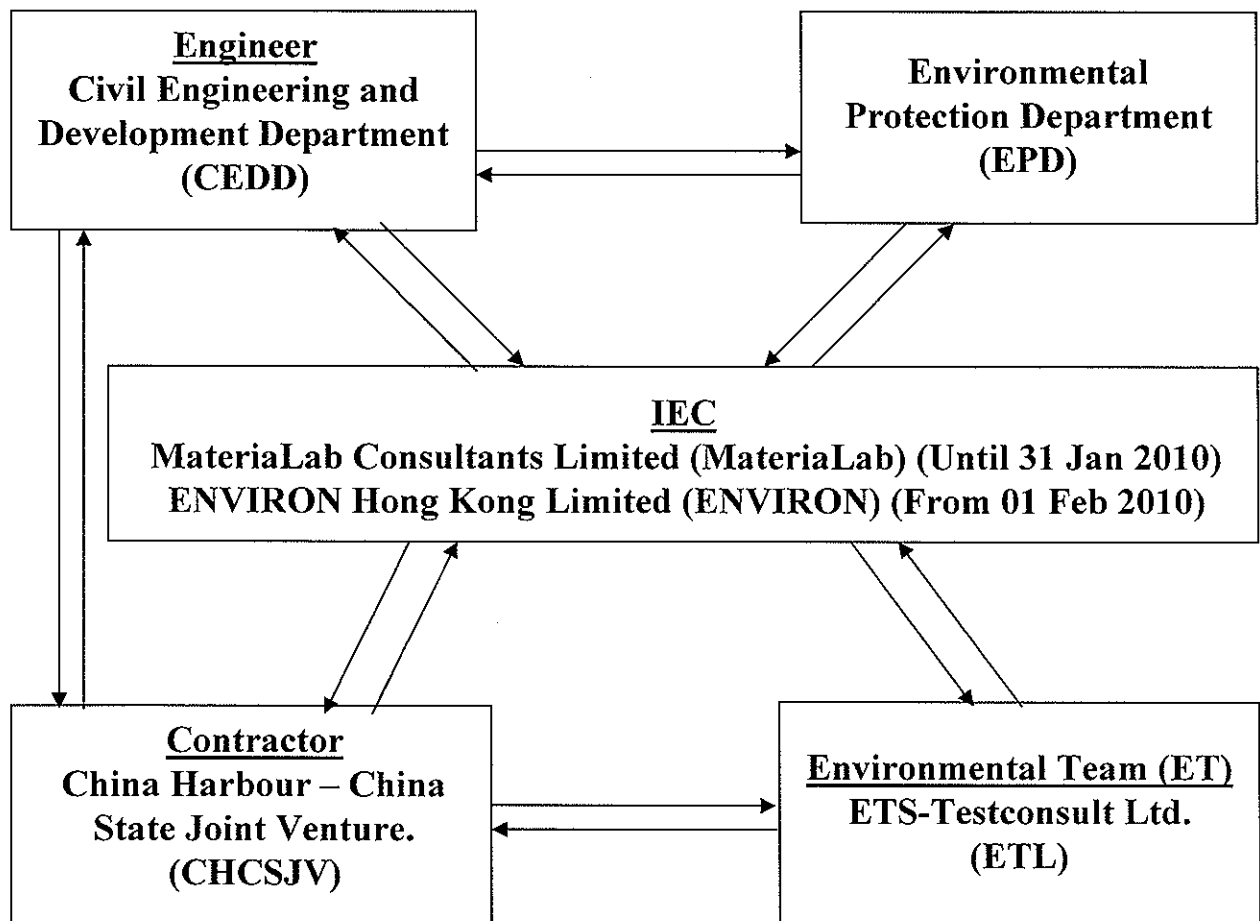 Engineer
Civil Engineering and
Development Department
(CEDD)
Environmental
Protection Department
(EPD)
IEC
MateriaLab Consultants Limited (MateriaLab) (Until 31 Jan 2010)
ENVIRON Hong Kong Limited (ENVIRON) (From 01 Feb 2010)
Contractor
China Harbour – China
State Joint Venture.
(CHCSJV)
Environmental Team (ET)
ETS-Testconsult Ltd.
(ETL)